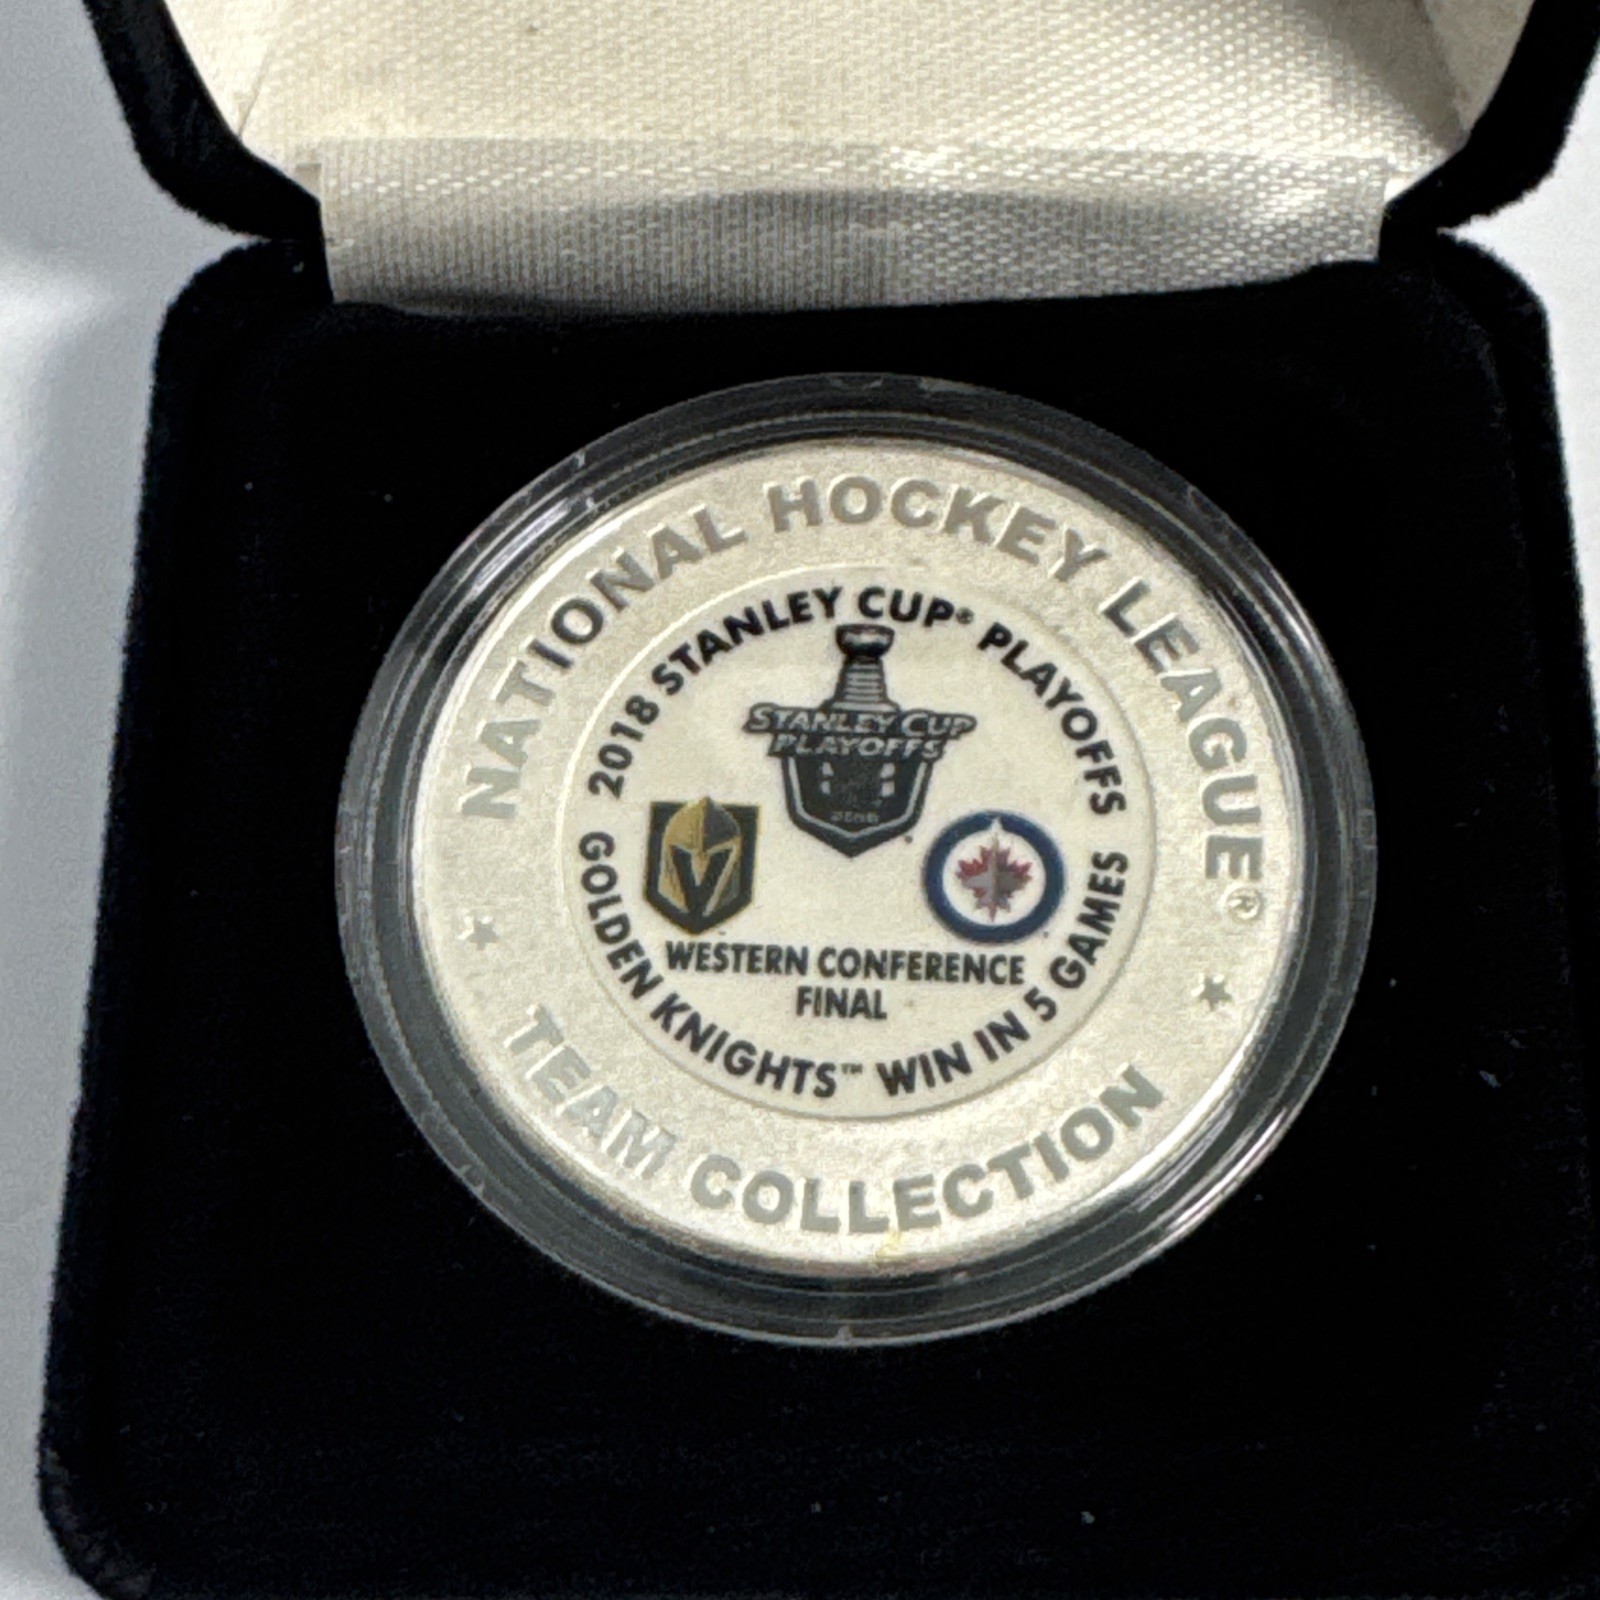 NATIONAL HOCKEY LEAGUE®
2018 STANLEY CUP® PLAYOFFS
STANLEY CUP
PLAYOFFS
WESTERN CONFERENCE
FINAL
GOLDEN KNIGHTS™ WIN IN 5 GAMES
TEAM COLLECTION